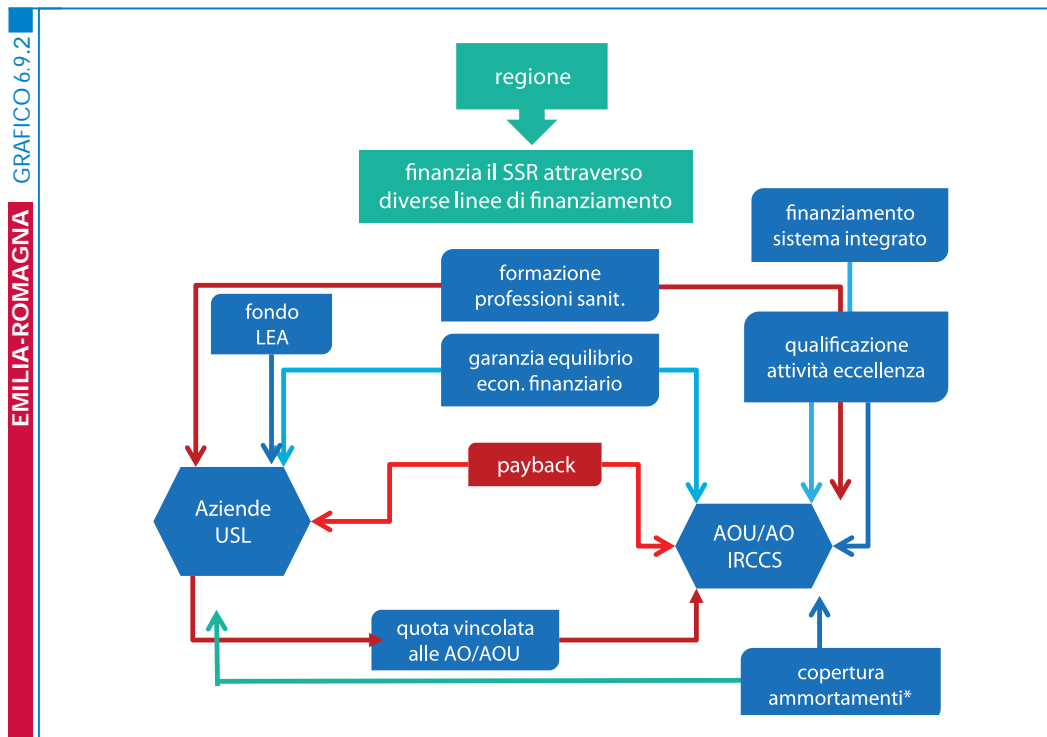 GRAFICO 6.9.2
EMILIA-ROMAGNA
regione
finanzia il SSR attraverso
diverse linee di finanziamento
finanziamento
sistema integrato
formazione
professioni sanit.
fondo
LEA
garanzia equilibrio
econ. finanziario
qualificazione
attività eccellenza
payback
Aziende
USL
AOU/AO
IRCCS
quota vincolata
alle AO/AOU
copertura
ammortamenti*